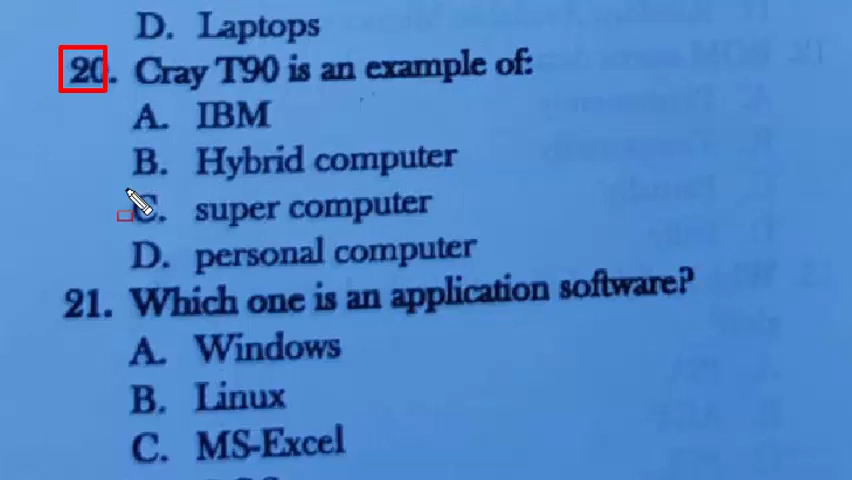 D. Laptops
20. Cray T90 is an example of:
A. IBM
B. Hybrid computer
C. super computer
D. personal computer
21. Which one is an application software?
A. Windows
B. Linux
C. MS-Excel